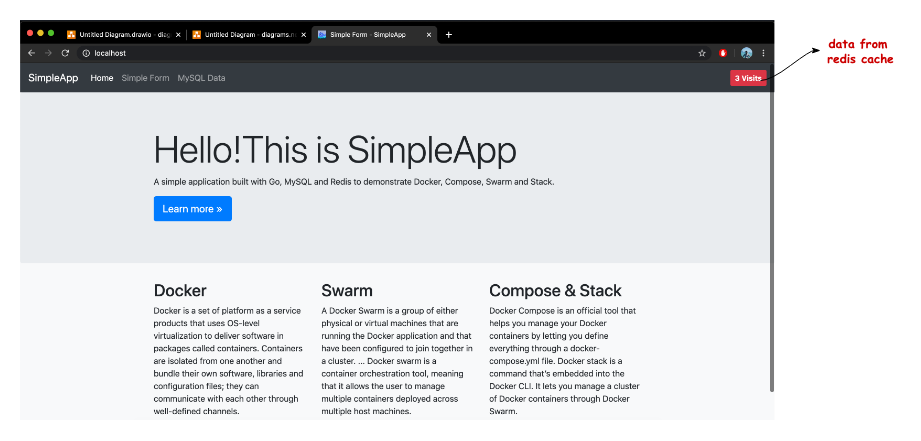 Untitled Diagram.drawio - diag
Untitled Diagram - diagrams.ne
Simple Form - SimpleApp
localhost
data from
redis cache
SimpleApp Home Simple Form MySQL Data
3 Visits
Hello!This is SimpleApp
A simple application built with Go, MySQL and Redis to demonstrate Docker, Compose, Swarm and Stack.
Learn more »
Docker
Docker is a set of platform as a service
products that uses OS-level
virtualization to deliver software in
packages called containers. Containers
are isolated from one another and
bundle their own software, libraries and
configuration files; they can
communicate with each other through
well-defined channels.
Swarm
A Docker Swarm is a group of either
physical or virtual machines that are
running the Docker application and that
have been configured to join together in
a cluster. ... Docker swarm is a
container orchestration tool, meaning
that it allows the user to manage
multiple containers deployed across
multiple host machines.
Compose & Stack
Docker Compose is an official tool that
helps you manage your Docker
containers by letting you define
everything through a docker-
compose.yml file. Docker stack is a
command that's embedded into the
Docker CLI. It lets you manage a cluster
of Docker containers through Docker
Swarm.